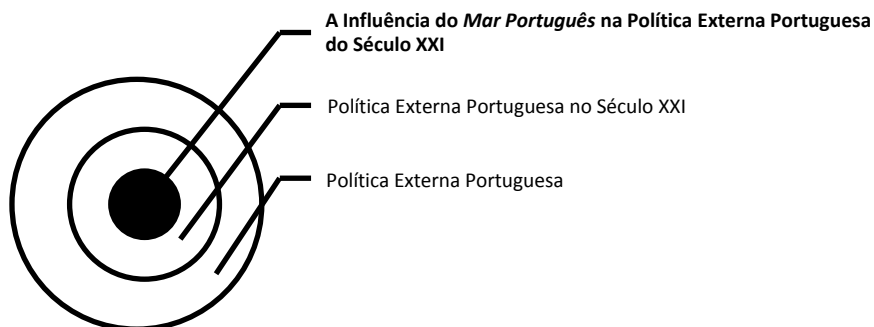 A Influência do Mar Português na Política Externa Portuguesa
do Século XXI
Política Externa Portuguesa no Século XXI
Política Externa Portuguesa